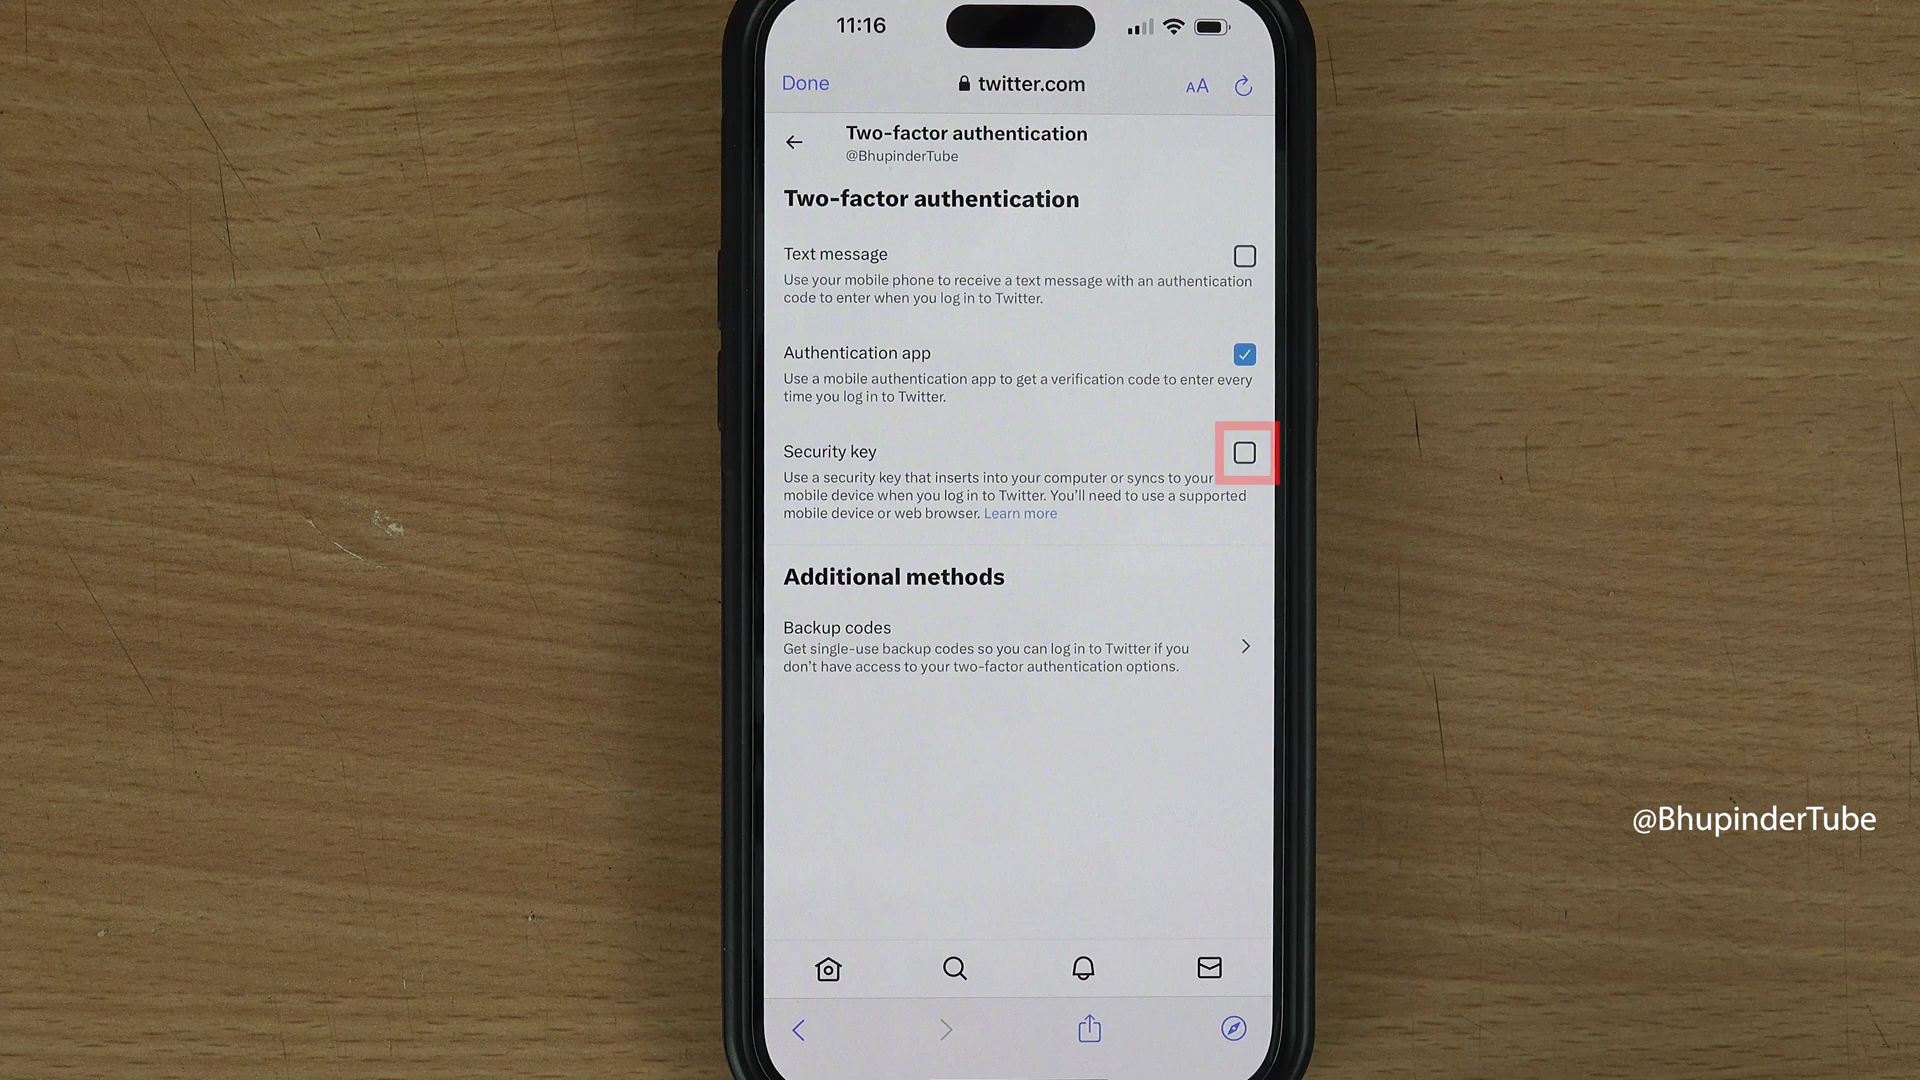 11:16
Done
twitter.com
AA
Two-factor authentication
@BhupinderTube
Two-factor authentication
Text message
Use your mobile phone to receive a text message with an authentication
code to enter when you log in to Twitter.
Authentication app
Use a mobile authentication app to get a verification code to enter every
time you log in to Twitter.
Security key
Use a security key that inserts into your computer or syncs to your
mobile device when you log in to Twitter. You’ll need to use a supported
mobile device or web browser. Learn more
Additional methods
Backup codes
Get single-use backup codes so you can log in to Twitter if you
don’t have access to your two-factor authentication options.
@BhupinderTube